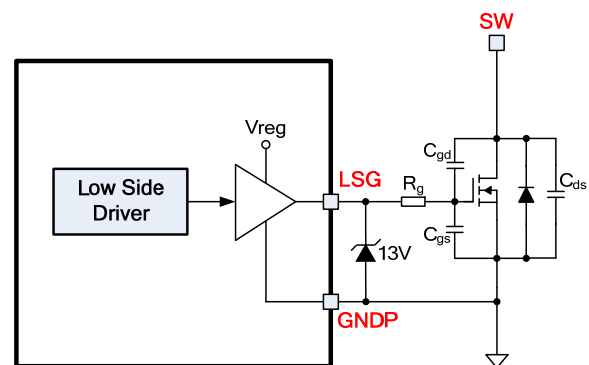 SW
Vreg
Low Side
Driver
LSG
Rg
Cgd
Cgs
Cds
13V
GNDP